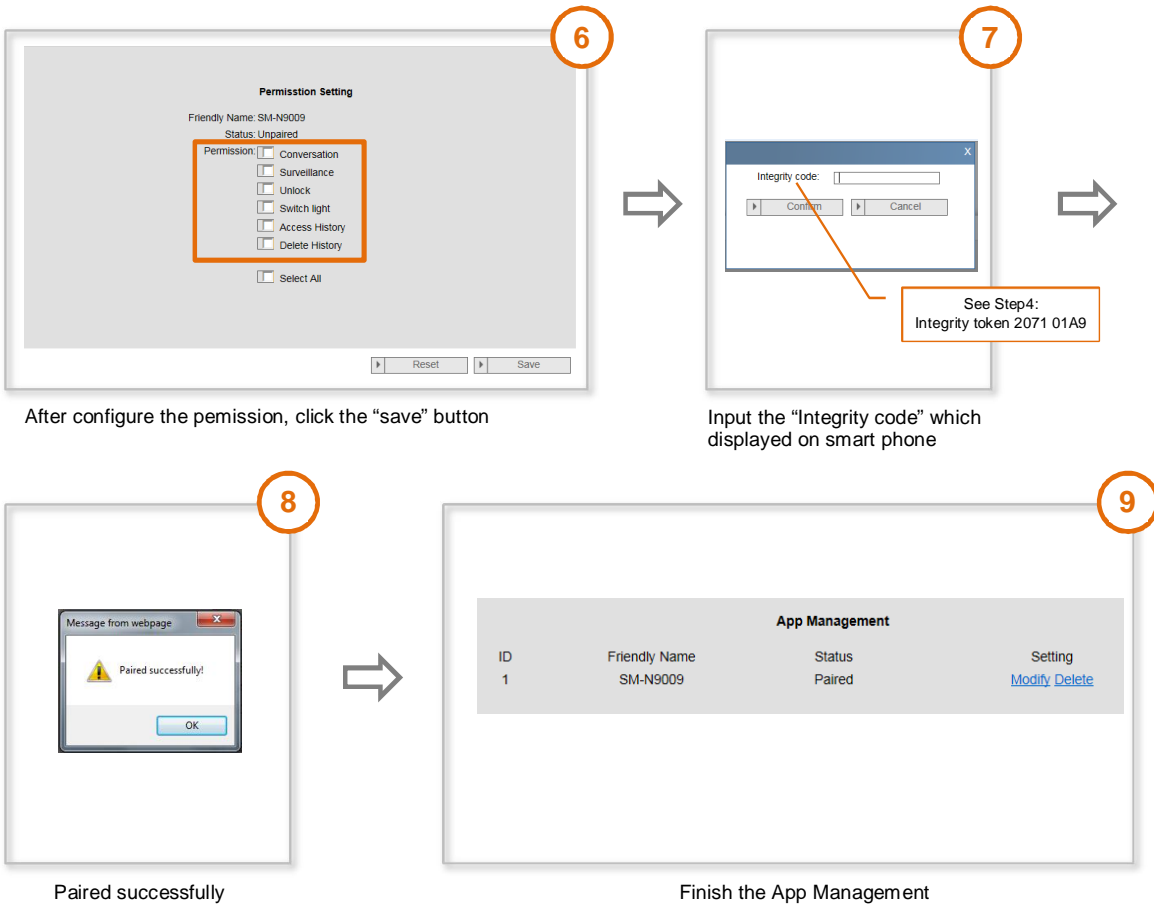 6
Permisstion Setting
Friendly Name: SM-N9009
Status: Unpaired
Permission: Conversation
Surveillance
Unlock
Switch light
Access History
Delete History
Select All
Reset Save
After configure the pemission, click the “save” button
7
X
Integrity code:
Confirm Cancel
See Step4:
Integrity token 2071 01A9
Input the “Integrity code” which
displayed on smart phone
8
Message from webpage
Paired successfully!
OK
Paired successfully
9
App Management
ID Friendly Name Status Setting
1 SM-N9009 Paired Modify Delete
Finish the App Management